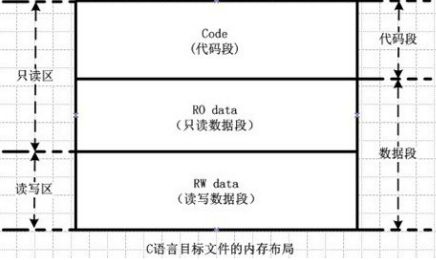 Code
(代码段)
代码段
只读区
RO data
(只读数据段)
数据段
读写区
RW data
(读写数据段)
C语言目标文件的内存布局